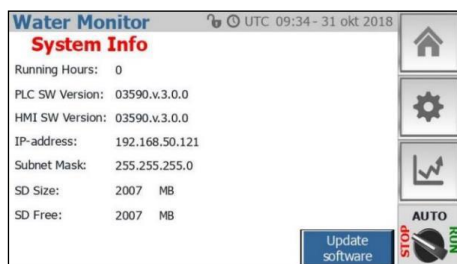 Water Monitor UTC 09:34 - 31 okt 2018
System Info
Running Hours: 0
PLC SW Version: 03590.v.3.0.0
HMI SW Version: 03590.v.3.0.0
IP-address: 192.168.50.121
Subnet Mask: 255.255.255.0
SD Size: 2007 MB
SD Free: 2007 MB
Update
software
AUTO
STOP
RUN